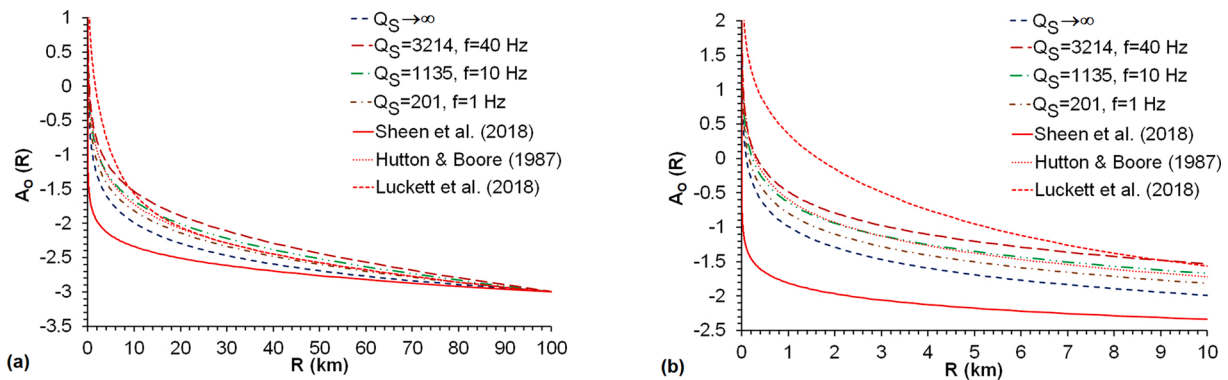 1
0.5
0
-0.5
-1
-1.5
-2
-2.5
-3
-3.5
Ao (R)
QS→∞
QS=3214, f=40 Hz
QS=1135, f=10 Hz
QS=201, f=1 Hz
Sheen et al. (2018)
Hutton & Boore (1987)
Luckett et al. (2018)
0 10 20 30 40 50 60 70 80 90 100
R (km)
(a)
2
1.5
1
0.5
0
-0.5
-1
-1.5
-2
-2.5
Ao (R)
QS→∞
QS=3214, f=40 Hz
QS=1135, f=10 Hz
QS=201, f=1 Hz
Sheen et al. (2018)
Hutton & Boore (1987)
Luckett et al. (2018)
0 1 2 3 4 5 6 7 8 9 10
R (km)
(b)